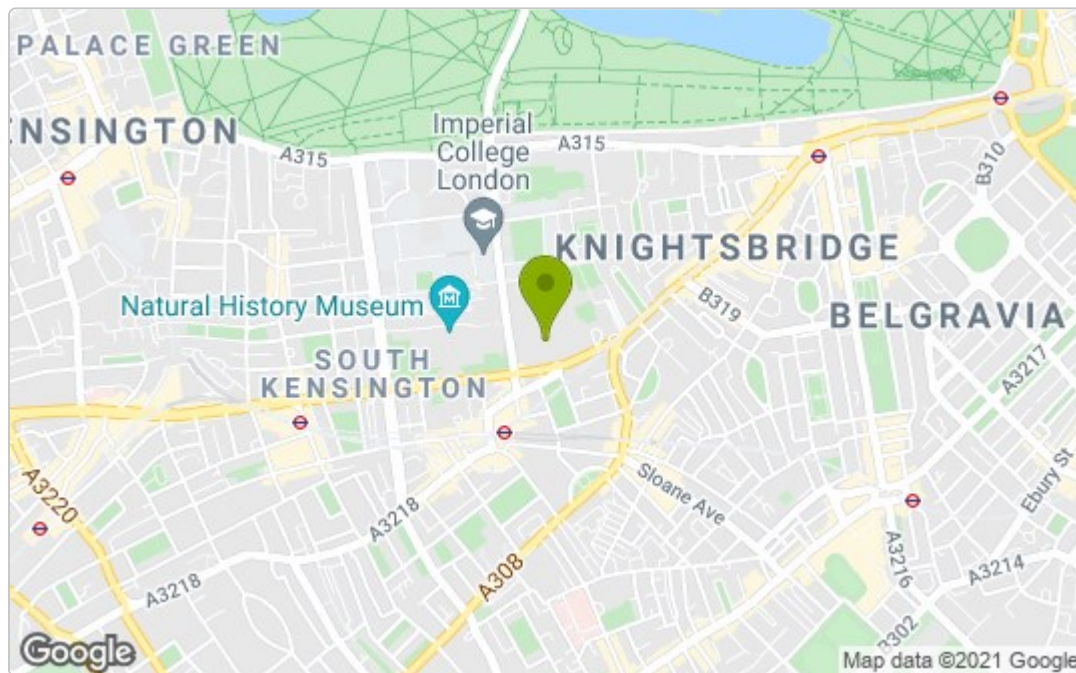 PALACE GREEN
ENSINGTON
A315
Imperial
College
London
A315
B310
KNIGHTSBRIDGE
Natural History Museum
B319
BELGRAVIA
SOUTH
KENSINGTON
A3217
Sloane Ave
Ebury St
A3220
A3218
A3218
A308
A3216
A3214
B302
Google
Map data ©2021 Google